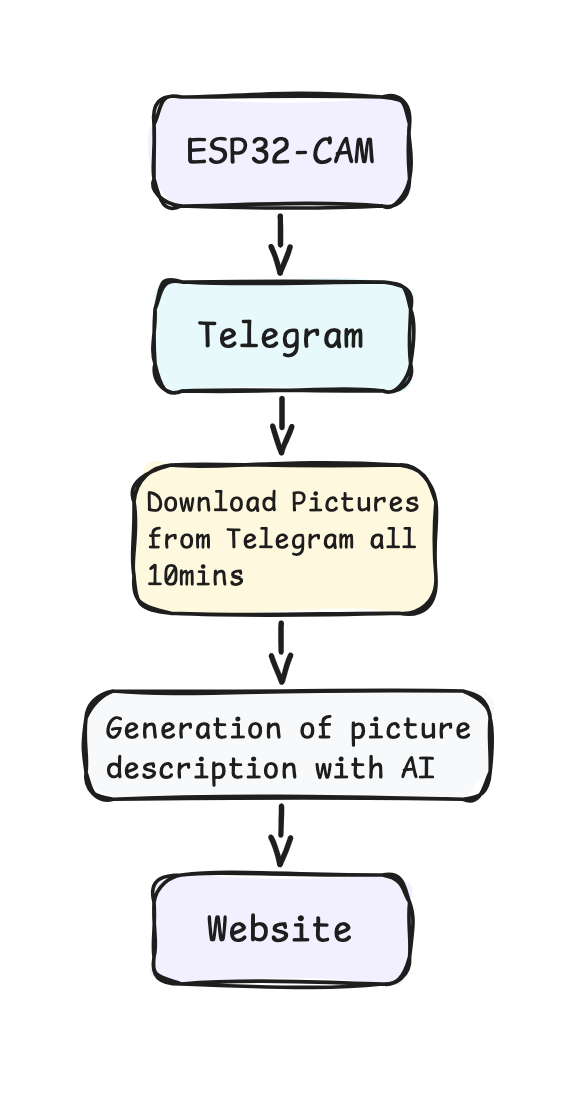 ESP32-CAM
Telegram
Download Pictures
from Telegram all
10mins
Generation of picture
description with AI
Website